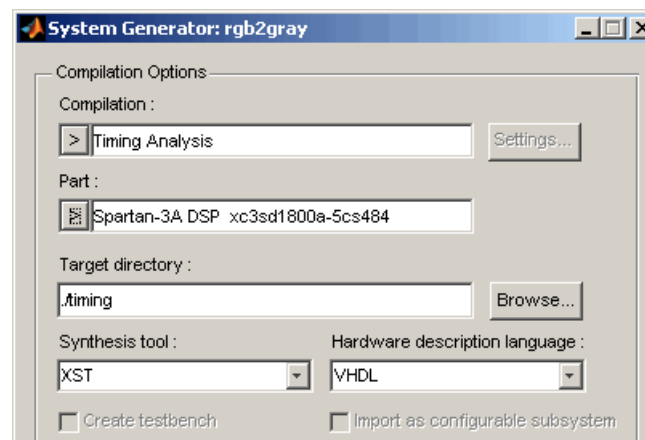 System Generator: rgb2gray
Compilation Options
Compilation :
> Timing Analysis Settings...
Part :
Spartan-3A DSP xc3sd1800a-5cs484
Target directory :
./timing Browse...
Synthesis tool : Hardware description language :
XST VHDL
Create testbench Import as configurable subsystem